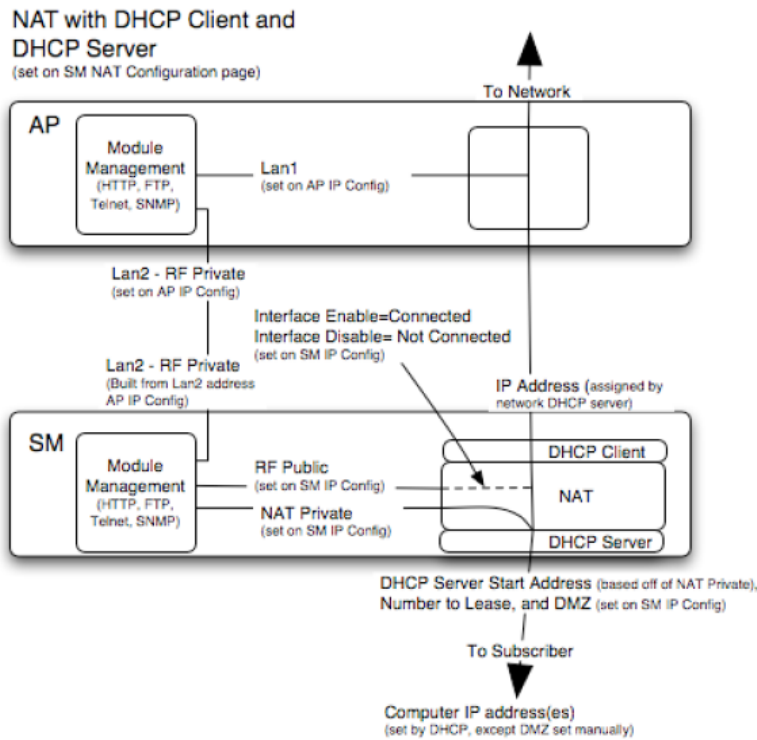 NAT with DHCP Client and
DHCP Server
(set on SM NAT Configuration page)
To Network
AP
Module
Management
(HTTP, FTP,
Telnet, SNMP)
Lan1
(set on AP IP Config)
Lan2 - RF Private
(set on AP IP Config)
Interface Enable=Connected
Interface Disable= Not Connected
(set on SM IP Config)
Lan2 - RF Private
(Built from Lan2 address
AP IP Config)
IP Address (assigned by
network DHCP server)
SM
Module
Management
(HTTP, FTP,
Telnet, SNMP)
RF Public
(set on SM IP Config)
NAT Private
(set on SM IP Config)
DHCP Client
NAT
DHCP Server
DHCP Server Start Address (based off of NAT Private),
Number to Lease, and DMZ (set on SM IP Config)
To Subscriber
Computer IP address(es)
(set by DHCP, except DMZ set manually)